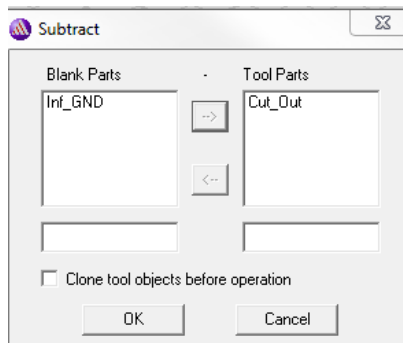 Subtract
Blank Parts - Tool Parts
Inf_GND
-->
Cut_Out
<--
Clone tool objects before operation
OK Cancel